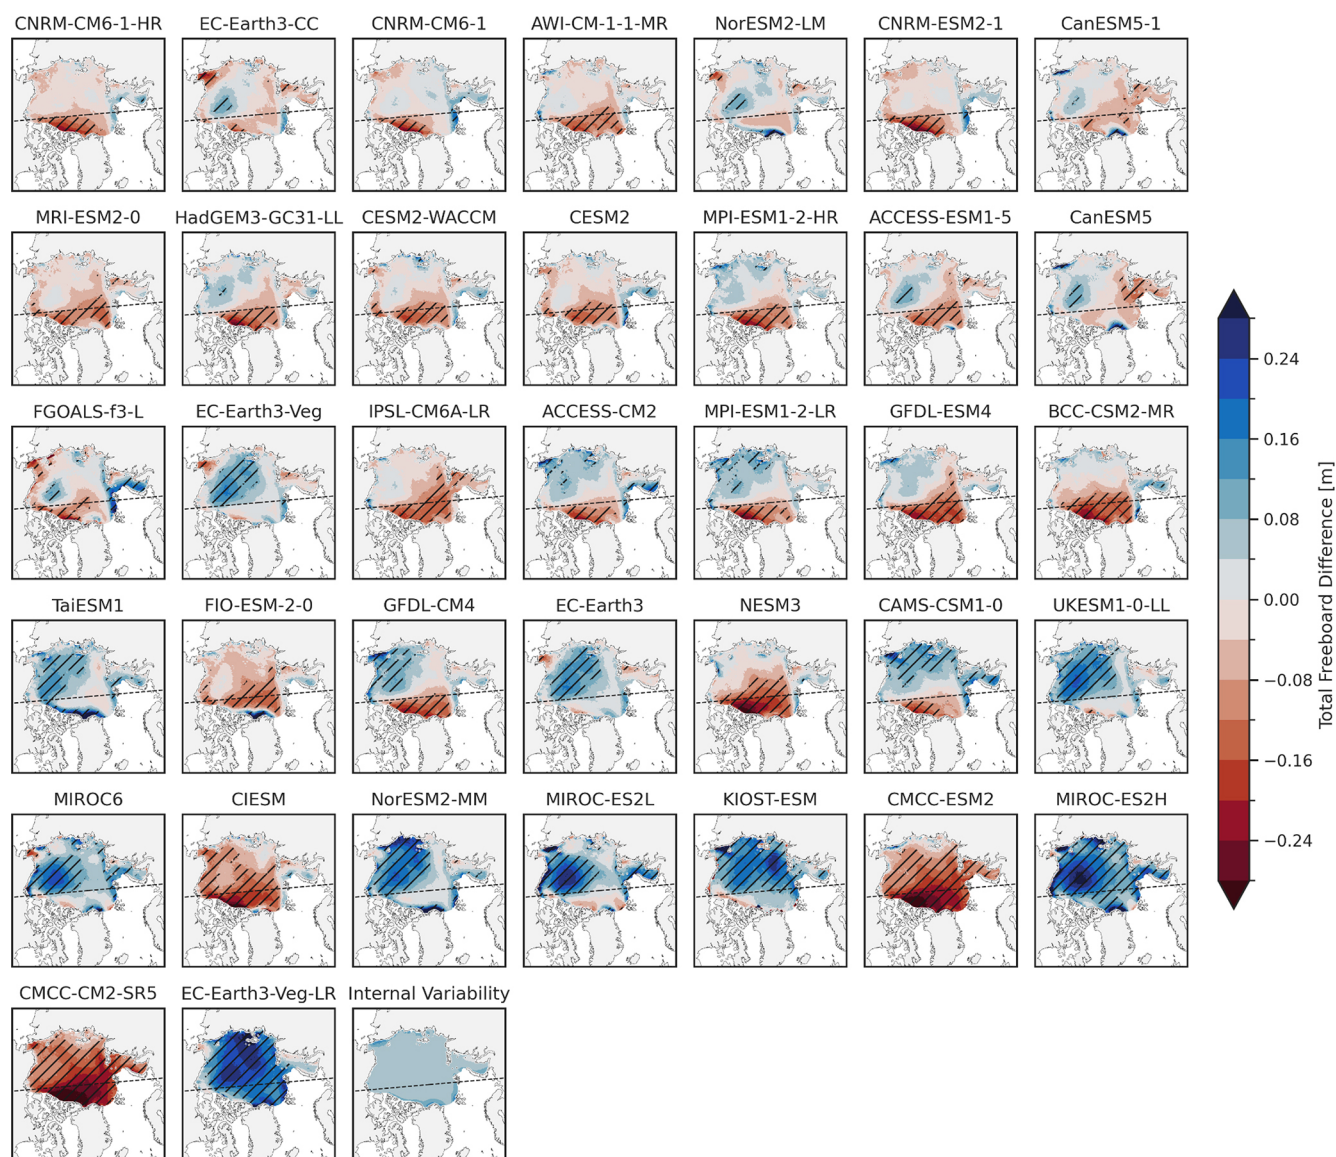 CNRM-CM6-1-HR EC-Earth3-CC CNRM-CM6-1 AWI-CM-1-1-MR NorESM2-LM CNRM-ESM2-1 CanESM5-1
MRI-ESM2-0 HadGEM3-GC31-LL CESM2-WACCM CESM2 MPI-ESM1-2-HR ACCESS-ESM1-5 CanESM5
FGOALS-f3-L EC-Earth3-Veg IPSL-CM6A-LR ACCESS-CM2 MPI-ESM1-2-LR GFDL-ESM4 BCC-CSM2-MR
TaiESM1 FIO-ESM-2-0 GFDL-CM4 EC-Earth3 NESM3 CAMS-CSM1-0 UKESM1-0-LL
MIROC6 CIESM NorESM2-MM MIROC-ES2L KIOST-ESM CMCC-ESM2 MIROC-ES2H
CMCC-CM2-SR5 EC-Earth3-Veg-LR Internal Variability
0.24
0.16
0.08
0.00
−0.08
−0.16
−0.24
Total Freeboard Difference [m]